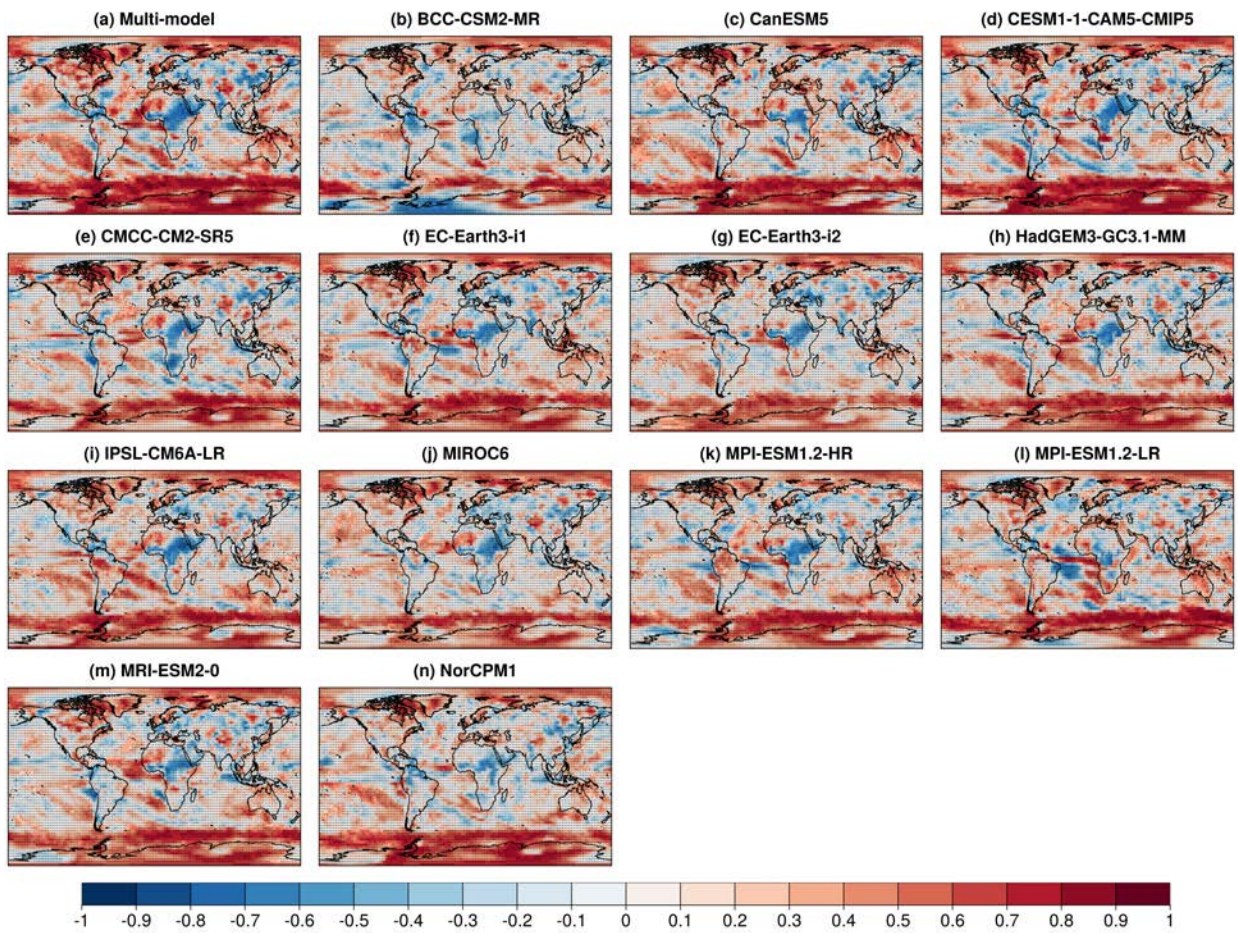 (a) Multi-model
(b) BCC-CSM2-MR
(c) CanESM5
(d) CESM1-1-CAM5-CMIP5
(e) CMCC-CM2-SR5
(f) EC-Earth3-i1
(g) EC-Earth3-i2
(h) HadGEM3-GC3.1-MM
(i) IPSL-CM6A-LR
(j) MIROC6
(k) MPI-ESM1.2-HR
(l) MPI-ESM1.2-LR
(m) MRI-ESM2-0
(n) NorCPM1
-1 -0.9 -0.8 -0.7 -0.6 -0.5 -0.4 -0.3 -0.2 -0.1 0 0.1 0.2 0.3 0.4 0.5 0.6 0.7 0.8 0.9 1